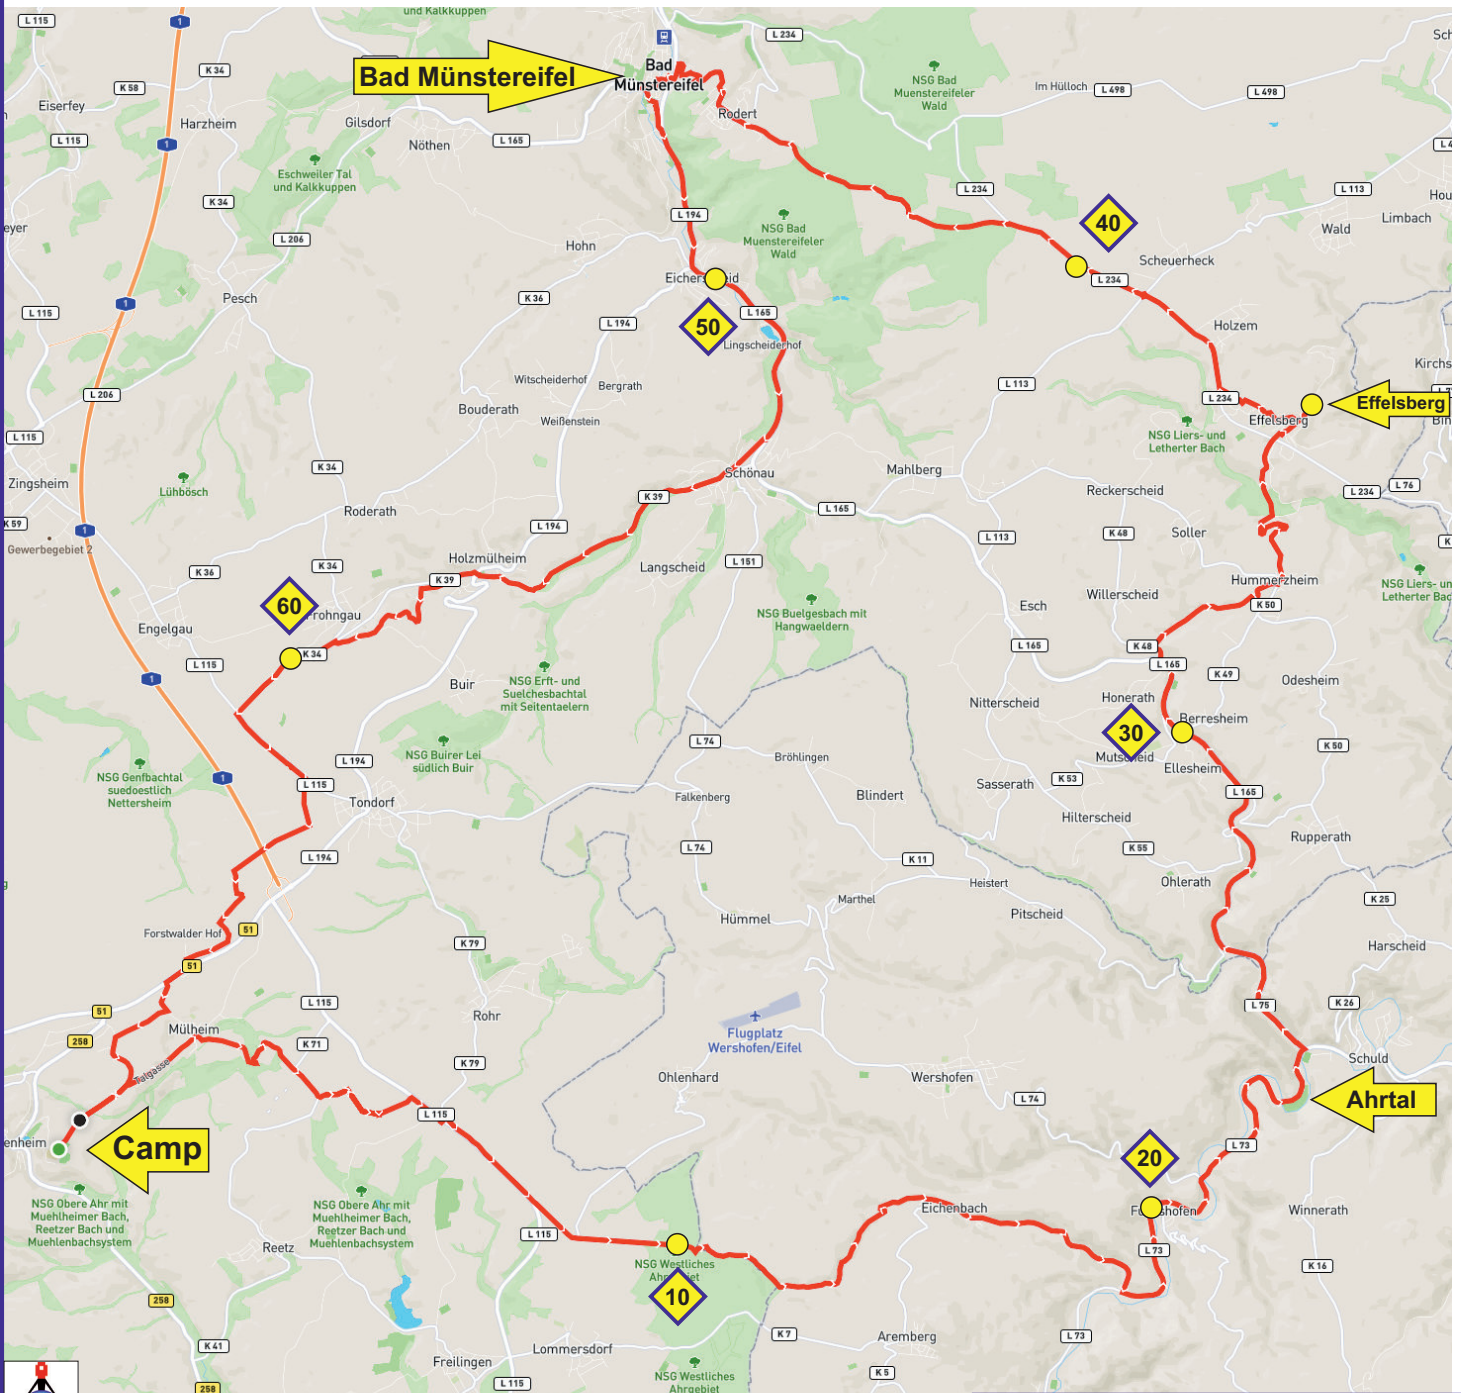 L 115
1
und Kalkkuppen
L 234
K 34
Bad Münstereifel
Bad
Münstereifel
NSG Bad
Muenstereifeler
Wald
K 58
Im Hülloch
L 498
L 498
Eiserfey
Harzheim
Gilsdorf
Rodert
L 115
1
Nöthen
L 165
Eschweiler Tal
und Kalkkuppen
L 234
L 113
K 34
Limbach
L 194
NSG Bad
Muenstereifeler
Wald
40
Wald
L 206
Hohn
Scheuerheck
Pesch
L 234
K 36
1
L 115
L 194
50
L 165
Holzem
Lingscheiderhof
Witscheiderhof
Bergrath
L 113
L 206
L 234
Effelsberg
Bouderath
Weißenstein
Effelsberg
L 115
NSG Liers- und
Letherter Bach
K 34
Schönau
Mahlberg
Zingsheim
Lühbösch
K 39
Reckerscheid
L 234
L 76
Roderath
L 165
K 59
1
L 194
L 113
K 48
Soller
Gewerbegebiet 2
Holzmülheim
K 36
K 34
K 39
Langscheid
L 151
Hummerzheim
60
NSG Buelgesbach mit
Hangwaeldern
Esch
Willerscheid
K 50
Engelgau
L 115
K 34
L 165
K 48
L 165
K 49
1
NSG Erft- und
Suelchesbachtal
mit Seitentaelern
Buir
Odesheim
Nitterscheid
Honerath
Berresheim
30
L 74
K 50
NSG Buirer Lei
südlich Buir
Bröhlingen
Ellesheim
L 194
NSG Genfbachtal
suedoestlich
Nettersheim
1
L 115
Sasserath
K 53
L 165
Tondorf
Falkenberg
Blindert
Hilterscheid
Rupperath
L 74
K 55
L 194
K 11
Heistert
Ohlerath
Marthel
K 25
Forstwalder Hof
51
Hümmel
Pitscheid
K 79
Harscheid
51
51
L 115
L 75
K 26
Rohr
Flugplatz
Wershofen/Eifel
258
Mülheim
K 71
Schuld
Talgasse
K 79
Ohlenhard
Wershofen
L 74
Ahrtal
L 115
Camp
L 73
20
NSG Obere Ahr mit
Muehlheimer Bach,
Reetzer Bach und
Muehlenbachsystem
NSG Obere Ahr mit
Muehlheimer Bach,
Reetzer Bach und
Muehlenbachsystem
Eichenbach
Winnerath
L 115
Reetz
L 73
NSG Westliches
K 16
10
258
K 7
L 73
K 41
Lommersdorf
Aremberg
Freilingen
NSG Westliches
Ahrgebiet
K 5
258
L 115